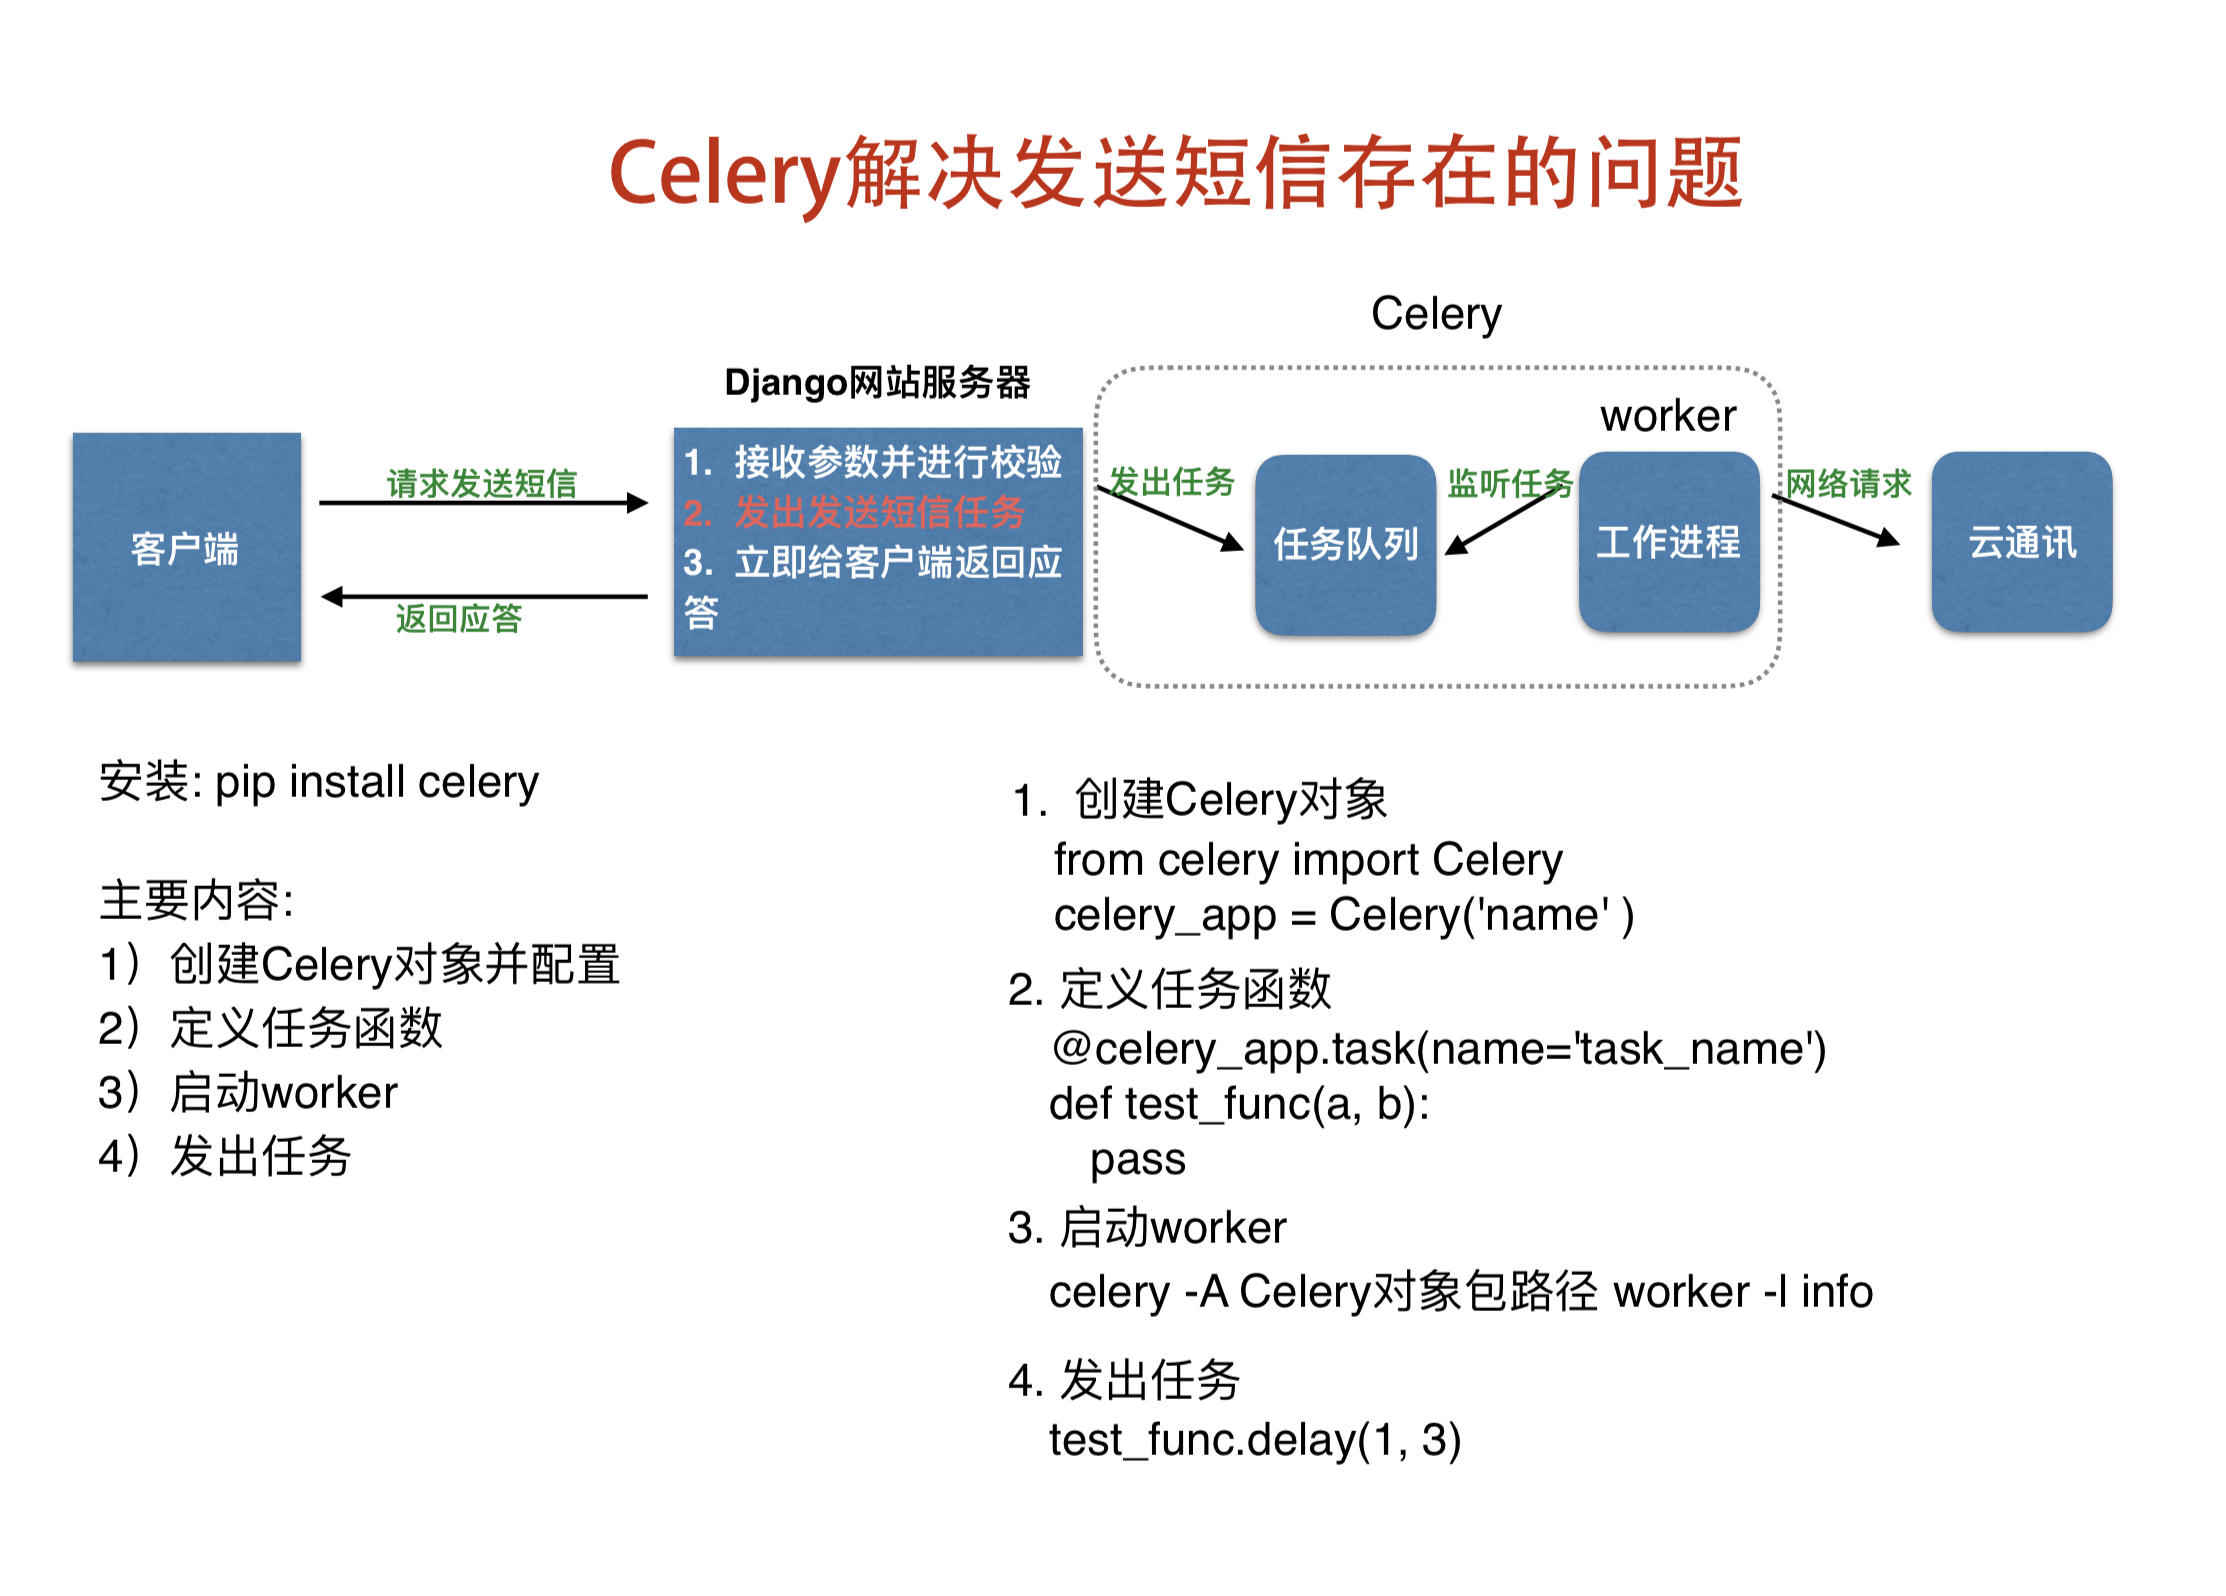 Celery解决发送短信存在的问题
Celery
Django网站服务器
worker
客户端
请求发送短信
返回应答
1. 接收参数并进行校验
2. 发出发送短信任务
3. 立即给客户端返回应
答
发出任务
任务队列
监听任务
工作进程
网络请求
云通讯
安装: pip install celery
主要内容:
1）创建Celery对象并配置
2）定义任务函数
3）启动worker
4）发出任务
1. 创建Celery对象
from celery import Celery
celery_app = Celery('name' )
2. 定义任务函数
@celery_app.task(name='task_name')
def test_func(a, b):
pass
3. 启动worker
celery -A Celery对象包路径 worker -l info
4. 发出任务
test_func.delay(1, 3)